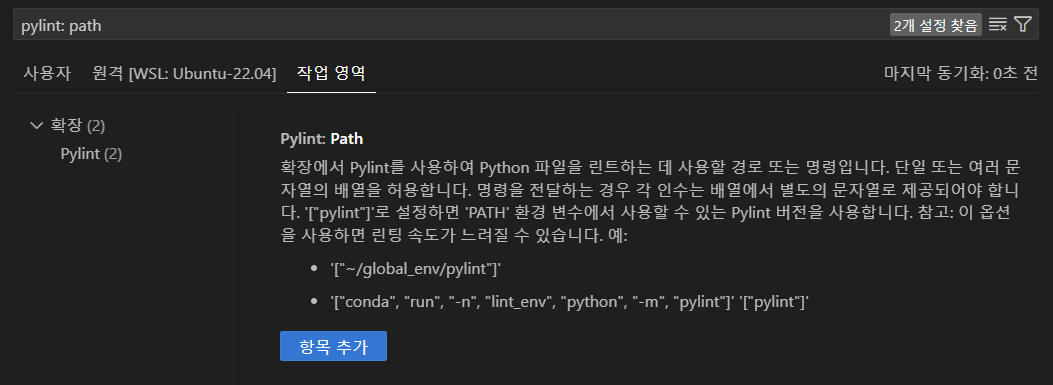 pylint: path
2개 설정 찾음
사용자
원격 [WSL: Ubuntu-22.04]
작업 영역
마지막 동기화: 0초 전
확장 (2)
Pylint (2)
Pylint: Path
확장에서 Pylint를 사용하여 Python 파일을 린트하는 데 사용할 경로 또는 명령입니다. 단일 또는 여러 문
자열의 배열을 허용합니다. 명령을 전달하는 경우 각 인수는 배열에서 별도의 문자열로 제공되어야 합니
다. '["pylint"]'로 설정하면 'PATH' 환경 변수에서 사용할 수 있는 Pylint 버전을 사용합니다. 참고: 이 옵션
을 사용하면 린팅 속도가 느려질 수 있습니다. 예:
• '["~/global_env/pylint"]'
• '["conda", "run", "-n", "lint_env", "python", "-m", "pylint"]' '["pylint"]'
항목 추가